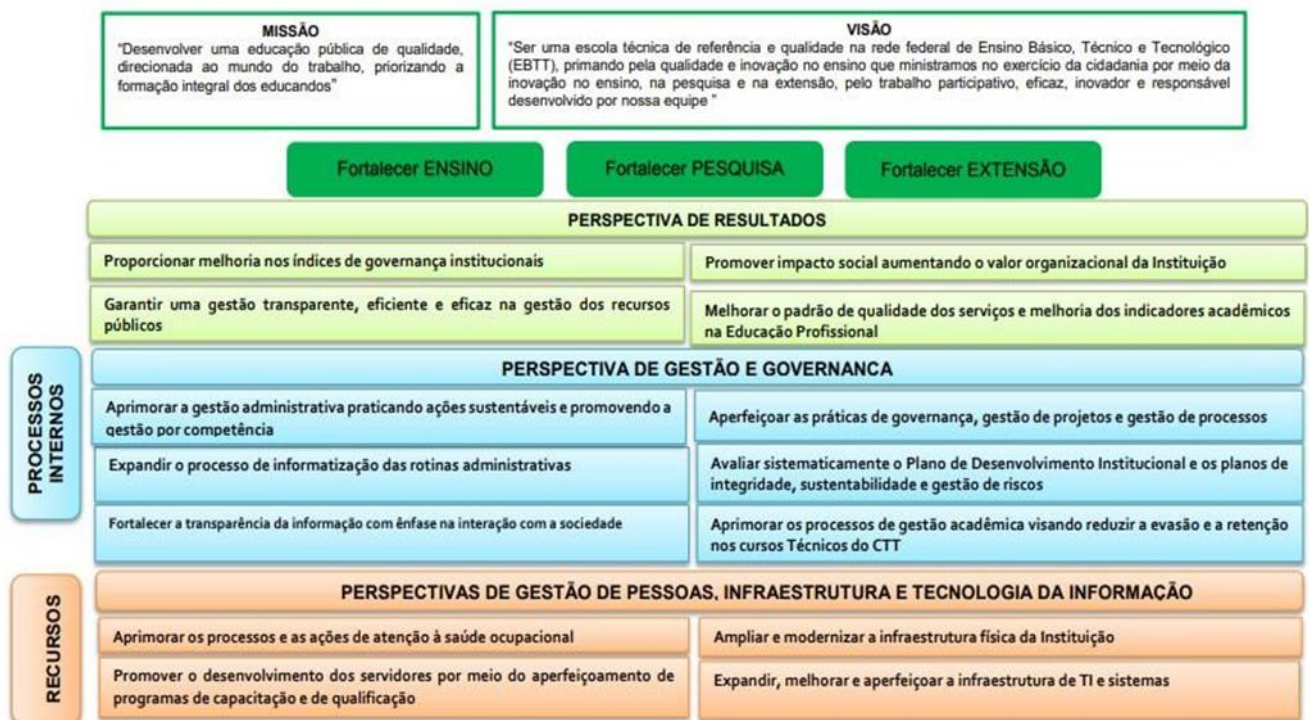 MISSÃO
"Desenvolver uma educação pública de qualidade,
direcionada ao mundo do trabalho, priorizando a
formação integral dos educandos"
VISÃO
"Ser uma escola técnica de referência e qualidade na rede federal de Ensino Básico, Técnico e Tecnológico
(EBTT), primando pela qualidade e inovação no ensino que ministramos no exercício da cidadania por meio da
inovação no ensino, na pesquisa e na extensão, pelo trabalho participativo, eficaz, inovador e responsável
desenvolvido por nossa equipe "
Fortalecer ENSINO
Fortalecer PESQUISA
Fortalecer EXTENSÃO
PERSPECTIVA DE RESULTADOS
Proporcionar melhoria nos índices de governança institucionais
Promover impacto social aumentando o valor organizacional da Instituição
Garantir uma gestão transparente, eficiente e eficaz na gestão dos recursos
públicos
Melhorar o padrão de qualidade dos serviços e melhoria dos indicadores acadêmicos
na Educação Profissional
PROCESSOS
INTERNOS
PERSPECTIVA DE GESTÃO E GOVERNANCA
Aprimorar a gestão administrativa praticando ações sustentáveis e promovendo a
gestão por competência
Aperfeiçoar as práticas de governança, gestão de projetos e gestão de processos
Expandir o processo de informatização das rotinas administrativas
Avaliar sistematicamente o Plano de Desenvolvimento Institucional e os planos de
integridade, sustentabilidade e gestão de riscos
Fortalecer a transparência da informação com ênfase na interação com a sociedade
Aprimorar os processos de gestão acadêmica visando reduzir a evasão e a retenção
nos cursos Técnicos do CTT
RECURSOS
PERSPECTIVAS DE GESTÃO DE PESSOAS, INFRAESTRUTURA E TECNOLOGIA DA INFORMAÇÃO
Aprimorar os processos e as ações de atenção à saúde ocupacional
Ampliar e modernizar a infraestrutura física da Instituição
Promover o desenvolvimento dos servidores por meio do aperfeiçoamento de
programas de capacitação e de qualificação
Expandir, melhorar e aperfeiçoar a infraestrutura de TI e sistemas